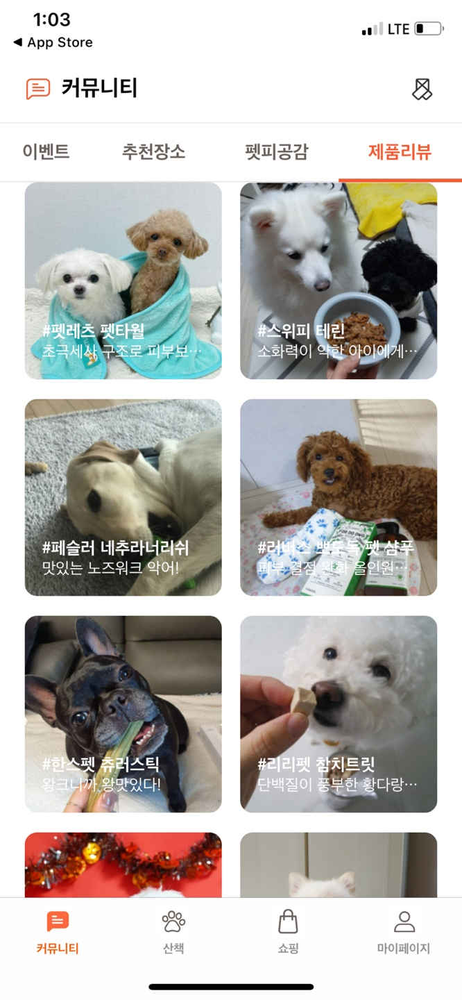 1:03
LTE
◀ App Store
커뮤니티
이벤트 추천장소 펫피공감 제품리뷰
#펫레츠 펫타월
초극세사 구조로 피부보…
#스위피 테린
소화력이 약한 아이에게…
#페슬러 네추라너리쉬
맛있는 노즈워크 악어!
#러버스 뽀도독 펫 샴푸
피부 결점 완화 올인원…
#한스펫 츄러스틱
왕크니까 왕맛있다!
#리리펫 참치트릿
단백질이 풍부한 황다랑…
커뮤니티 산책 쇼핑 마이페이지